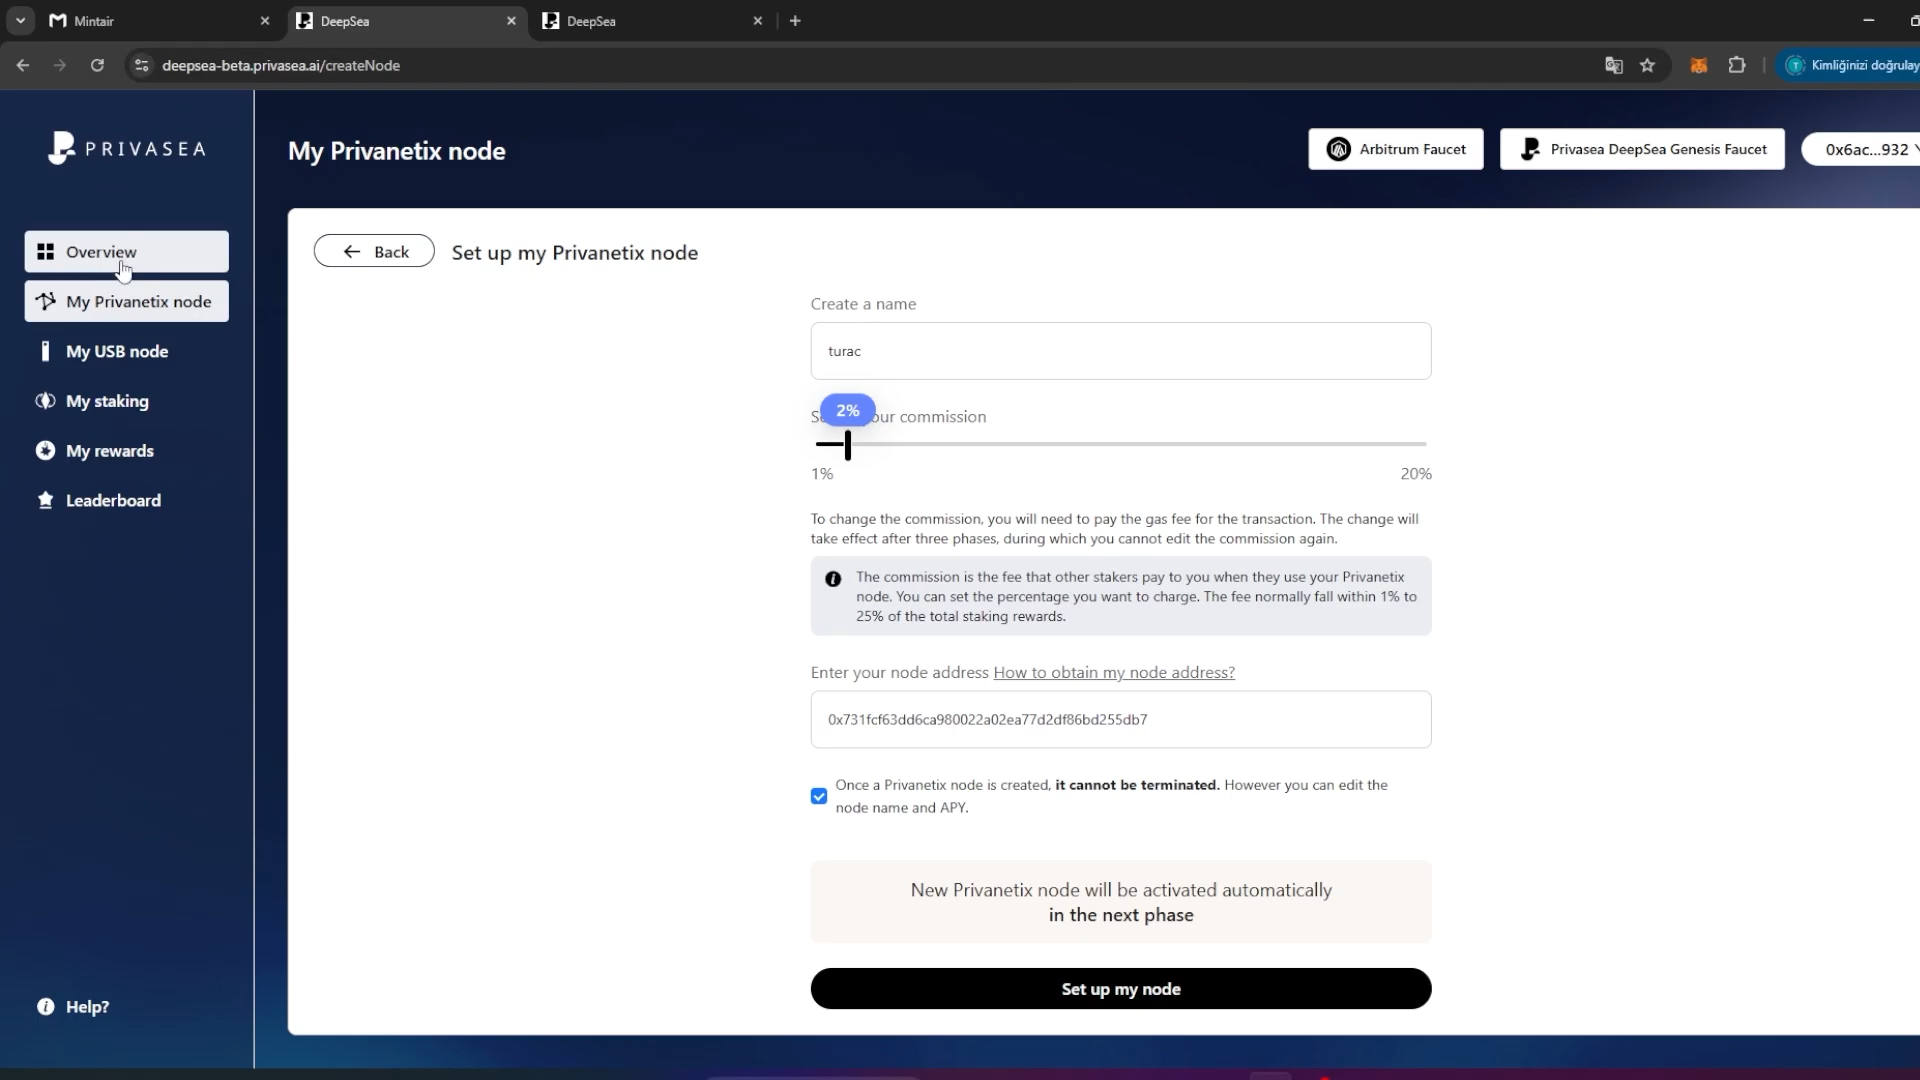 Mintair
DeepSea
DeepSea
deepsea-beta.privasea.ai/createNode
Kimliğinizi doğrulay
PRIVASEA
My Privanetix node
Arbitrum Faucet
Privasea DeepSea Genesis Faucet
0x6ac...932
Overview
My Privanetix node
My USB node
My staking
My rewards
Leaderboard
Help?
Back
Set up my Privanetix node
Create a name
turac
2%
our commission
1%
20%
To change the commission, you will need to pay the gas fee for the transaction. The change will
take effect after three phases, during which you cannot edit the commission again.
The commission is the fee that other stakers pay to you when they use your Privanetix
node. You can set the percentage you want to charge. The fee normally fall within 1% to
25% of the total staking rewards.
Enter your node address How to obtain my node address?
0x731fcf63dd6ca980022a02ea77d2df86bd255db7
Once a Privanetix node is created, it cannot be terminated. However you can edit the
node name and APY.
New Privanetix node will be activated automatically
in the next phase
Set up my node